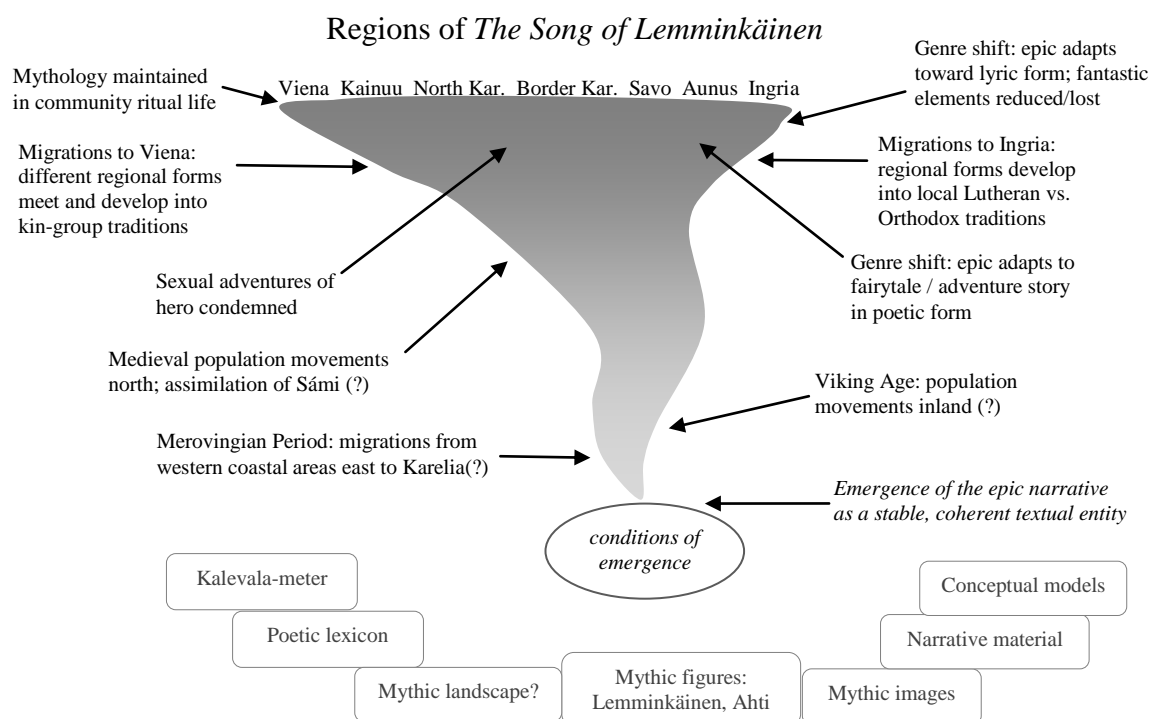 Regions of The Song of Lemminkäinen
Mythology maintained
in community ritual life
Viena Kainuu North Kar. Border Kar. Savo Aunus Ingria
Genre shift: epic adapts
toward lyric form; fantastic
elements reduced/lost
Migrations to Viena:
different regional forms
meet and develop into
kin-group traditions
Migrations to Ingria:
regional forms develop
into local Lutheran vs.
Orthodox traditions
Sexual adventures of
hero condemned
Genre shift: epic adapts to
fairytale / adventure story
in poetic form
Medieval population movements
north; assimilation of Sámi (?)
Viking Age: population
movements inland (?)
Merovingian Period: migrations from
western coastal areas east to Karelia(?)
Emergence of the epic narrative
as a stable, coherent textual entity
conditions of
emergence
Kalevala-meter
Conceptual models
Poetic lexicon
Narrative material
Mythic landscape?
Mythic figures:
Lemminkäinen, Ahti
Mythic images